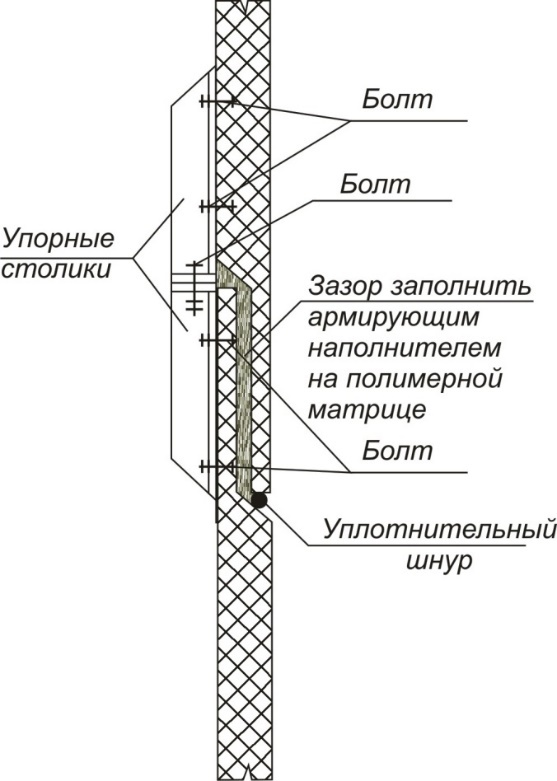 Болт
Болт
Упорные
столики
Зазор заполнить
армирующим
наполнителем
на полимерной
матрице
Болт
Уплотнительный
шнур